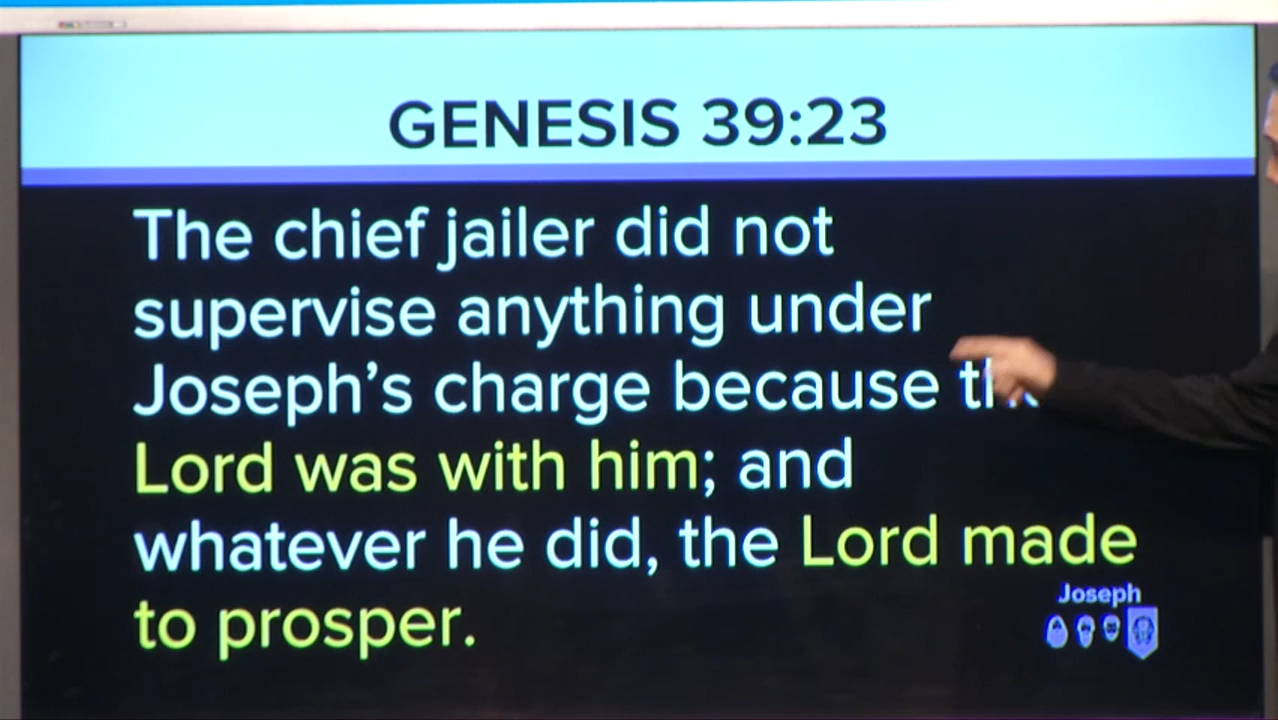 GENESIS 39:23
The chief jailer did not
supervise anything under
Joseph’s charge because
Lord was with him; and
whatever he did, the Lord made
to prosper.
Joseph